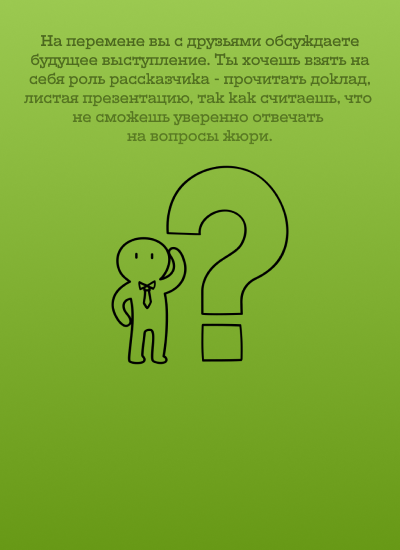 На перемене вы с друзьями обсуждаете
будущее выступление. Ты хочешь взять на
себя роль рассказчика - прочитать доклад,
листая презентацию, так как считаешь, что
не сможешь уверенно отвечать
на вопросы жюри.